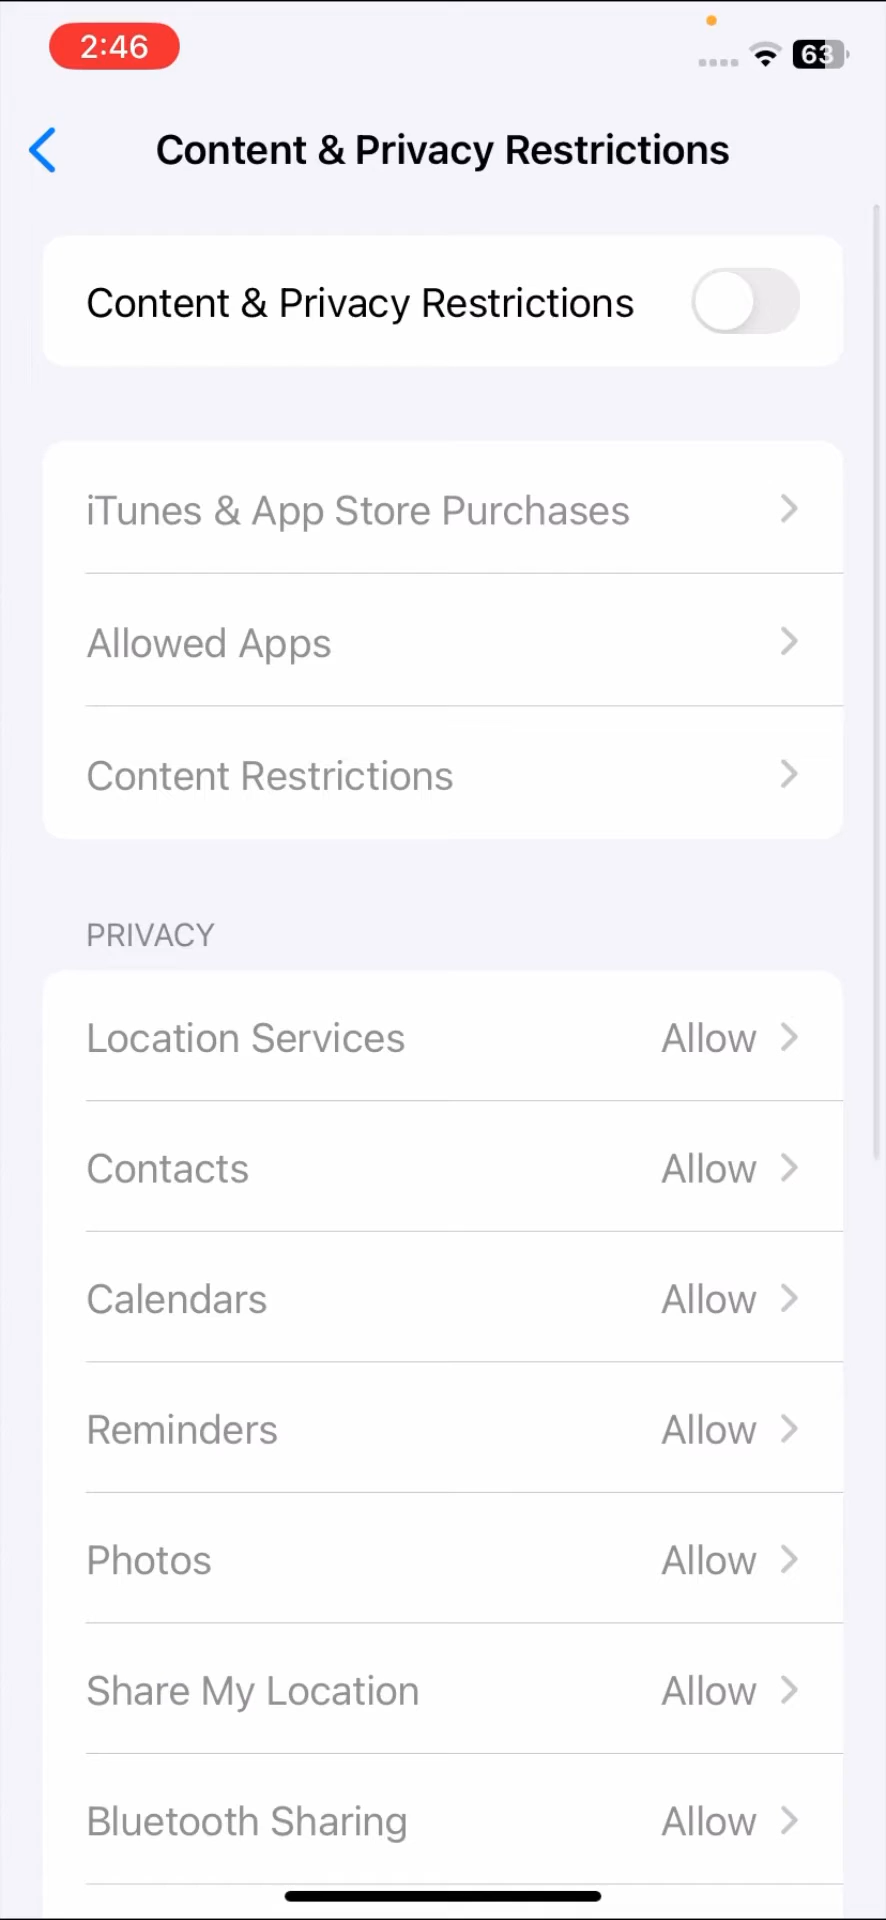 2:46
63
Content & Privacy Restrictions
Content & Privacy Restrictions
iTunes & App Store Purchases
Allowed Apps
Content Restrictions
PRIVACY
Location Services Allow
Contacts Allow
Calendars Allow
Reminders Allow
Photos Allow
Share My Location Allow
Bluetooth Sharing Allow